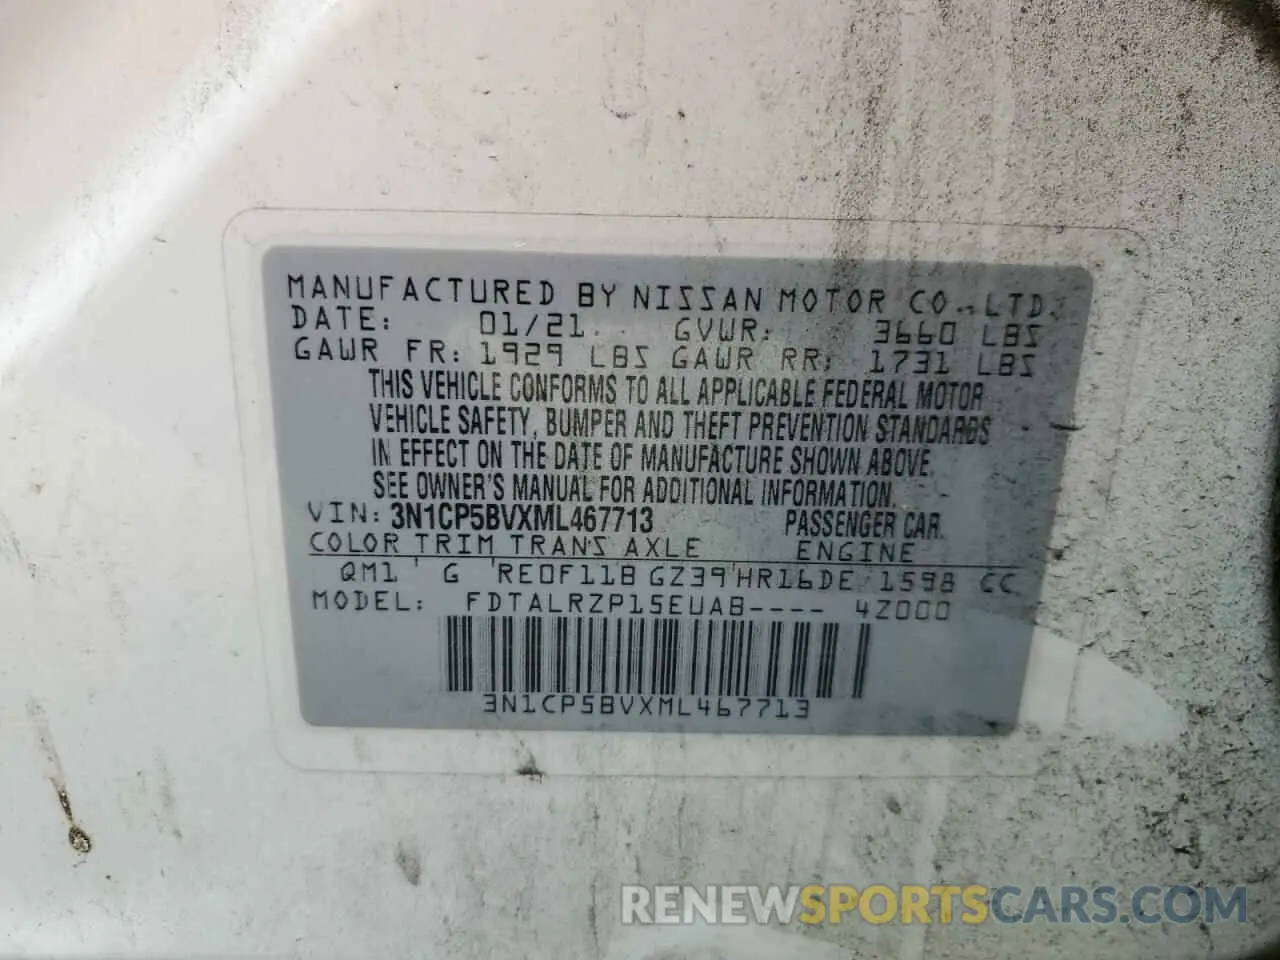 MANUFACTURED BY NISSAN MOTOR CO., LTD.
DATE: 01/21 GVWR: 3660 LBS
GAWR FR: 1929 LBS GAWR RR: 1731 LBS
THIS VEHICLE CONFORMS TO ALL APPLICABLE FEDERAL MOTOR
VEHICLE SAFETY, BUMPER AND THEFT PREVENTION STANDARDS
IN EFFECT ON THE DATE OF MANUFACTURE SHOWN ABOVE.
SEE OWNER'S MANUAL FOR ADDITIONAL INFORMATION.
VIN: 3N1CP5BVXML467713 PASSENGER CAR.
COLOR TRIM TRANS AXLE ENGINE
QM1 G RE0F11B GZ39 HR16DE 1598 CC
MODEL: FDTALRZP15EUAB---- 4Z000
3N1CP5BVXML467713
RENEWSPORTSCARS.COM